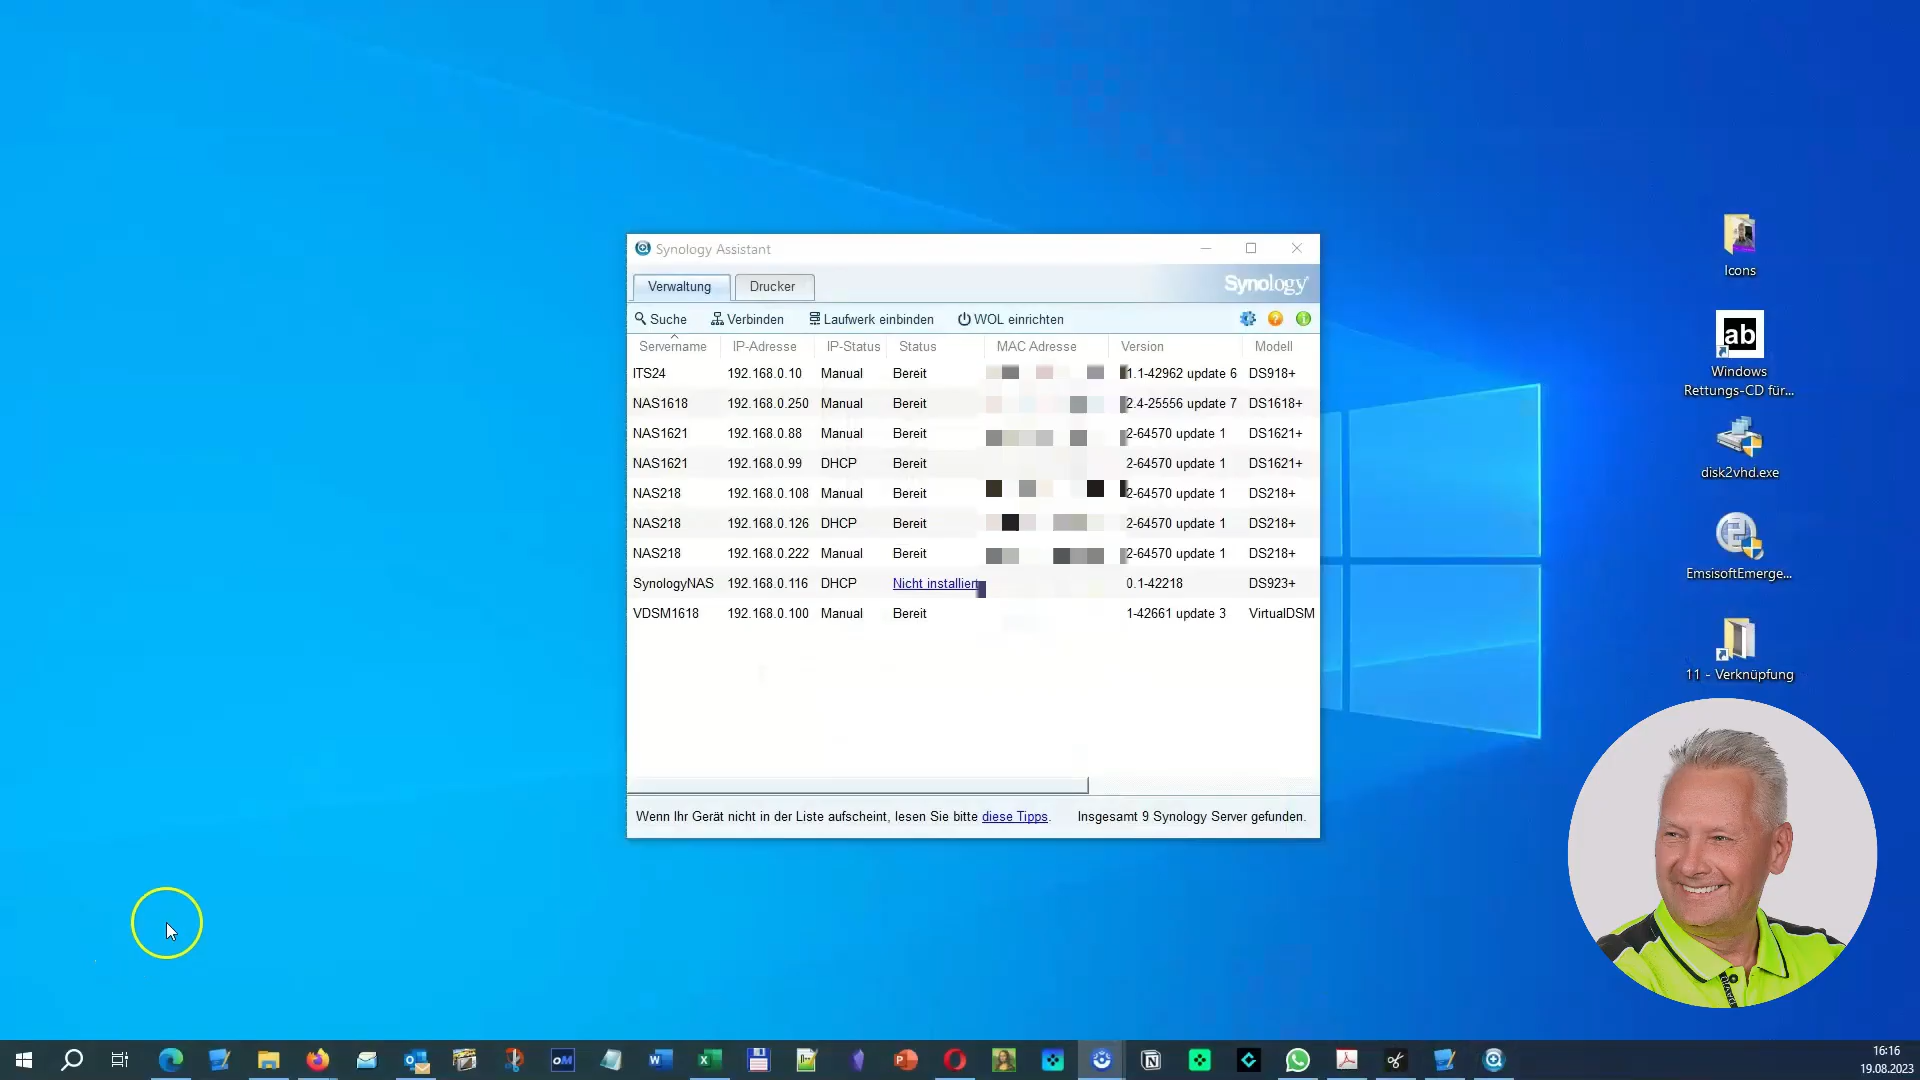 Synology Assistant
Verwaltung Drucker Synology
Suche Verbinden Laufwerk einbinden WOL einrichten
Servername IP-Adresse IP-Status Status MAC Adresse Version Modell
ITS24 192.168.0.10 Manual Bereit 1.1-42962 update 6 DS918+
NAS1618 192.168.0.250 Manual Bereit 2.4-25556 update 7 DS1618+
NAS1621 192.168.0.88 Manual Bereit 2-64570 update 1 DS1621+
NAS1621 192.168.0.99 DHCP Bereit 2-64570 update 1 DS1621+
NAS218 192.168.0.108 Manual Bereit 2-64570 update 1 DS218+
NAS218 192.168.0.126 DHCP Bereit 2-64570 update 1 DS218+
NAS218 192.168.0.222 Manual Bereit 2-64570 update 1 DS218+
SynologyNAS 192.168.0.116 DHCP Nicht installiert 0.1-42218 DS923+
VDSM1618 192.168.0.100 Manual Bereit 1-42661 update 3 VirtualDSM
Wenn Ihr Gerät nicht in der Liste aufscheint, lesen Sie bitte diese Tipps. Insgesamt 9 Synology Server gefunden.
Icons
ab
Windows
Rettungs-CD für...
disk2vhd.exe
EmsisoftEmerge...
11 - Verknüpfung
oM
16:16
19.08.2023